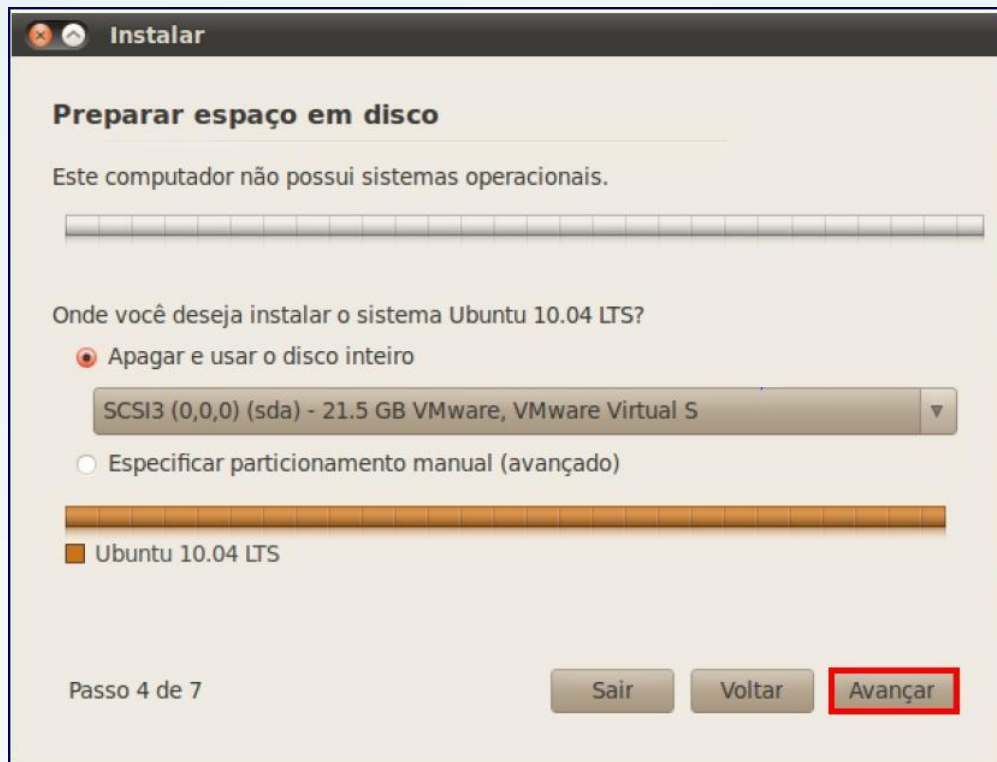 Instalar
Preparar espaço em disco
Este computador não possui sistemas operacionais.
Onde você deseja instalar o sistema Ubuntu 10.04 LTS?
Apagar e usar o disco inteiro
SCSI3 (0,0,0) (sda) - 21.5 GB VMware, VMware Virtual S
Especificar particionamento manual (avançado)
Ubuntu 10.04 LTS
Passo 4 de 7 Sair Voltar Avançar